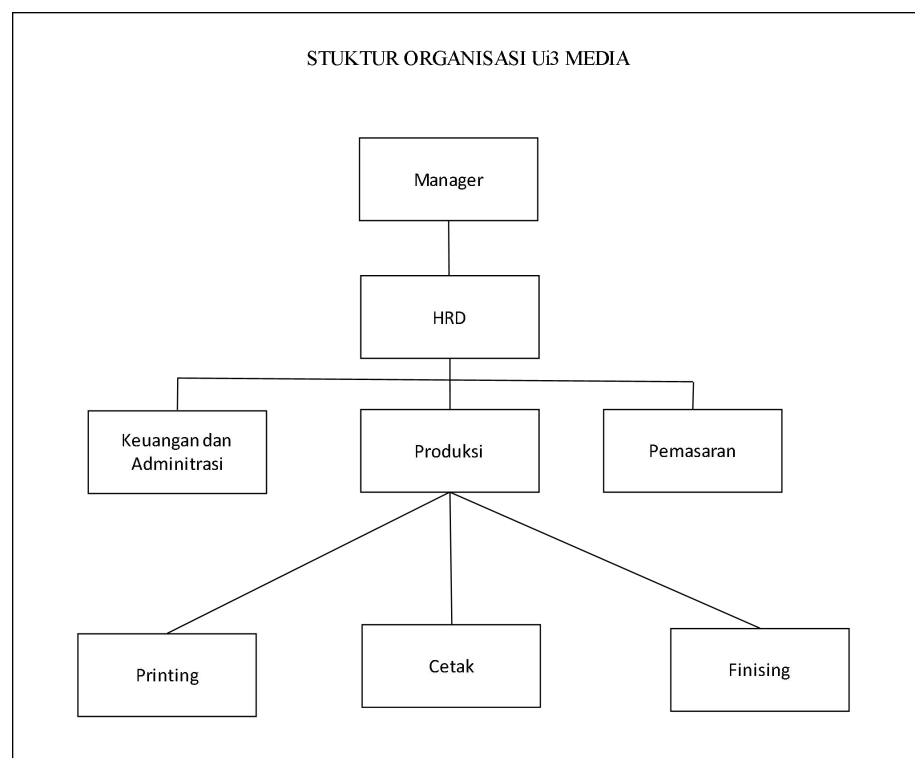 STUKTUR ORGANISASI Ui3 MEDIA
Manager
HRD
Keuangan dan
Adminitrasi
Produksi
Pemasaran
Printing
Cetak
Finising